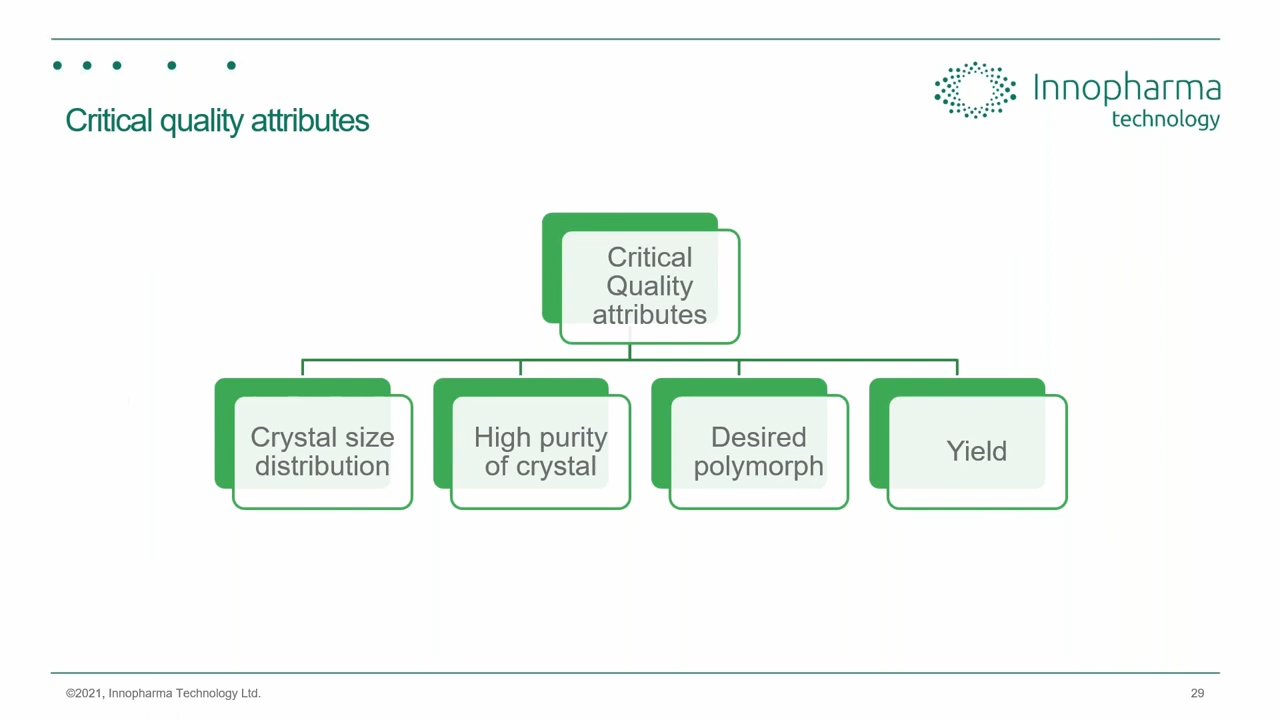 Innopharma
technology
Critical quality attributes
Critical
Quality
attributes
Crystal size
distribution
High purity
of crystal
Desired
polymorph
Yield
©2021, Innopharma Technology Ltd.
29